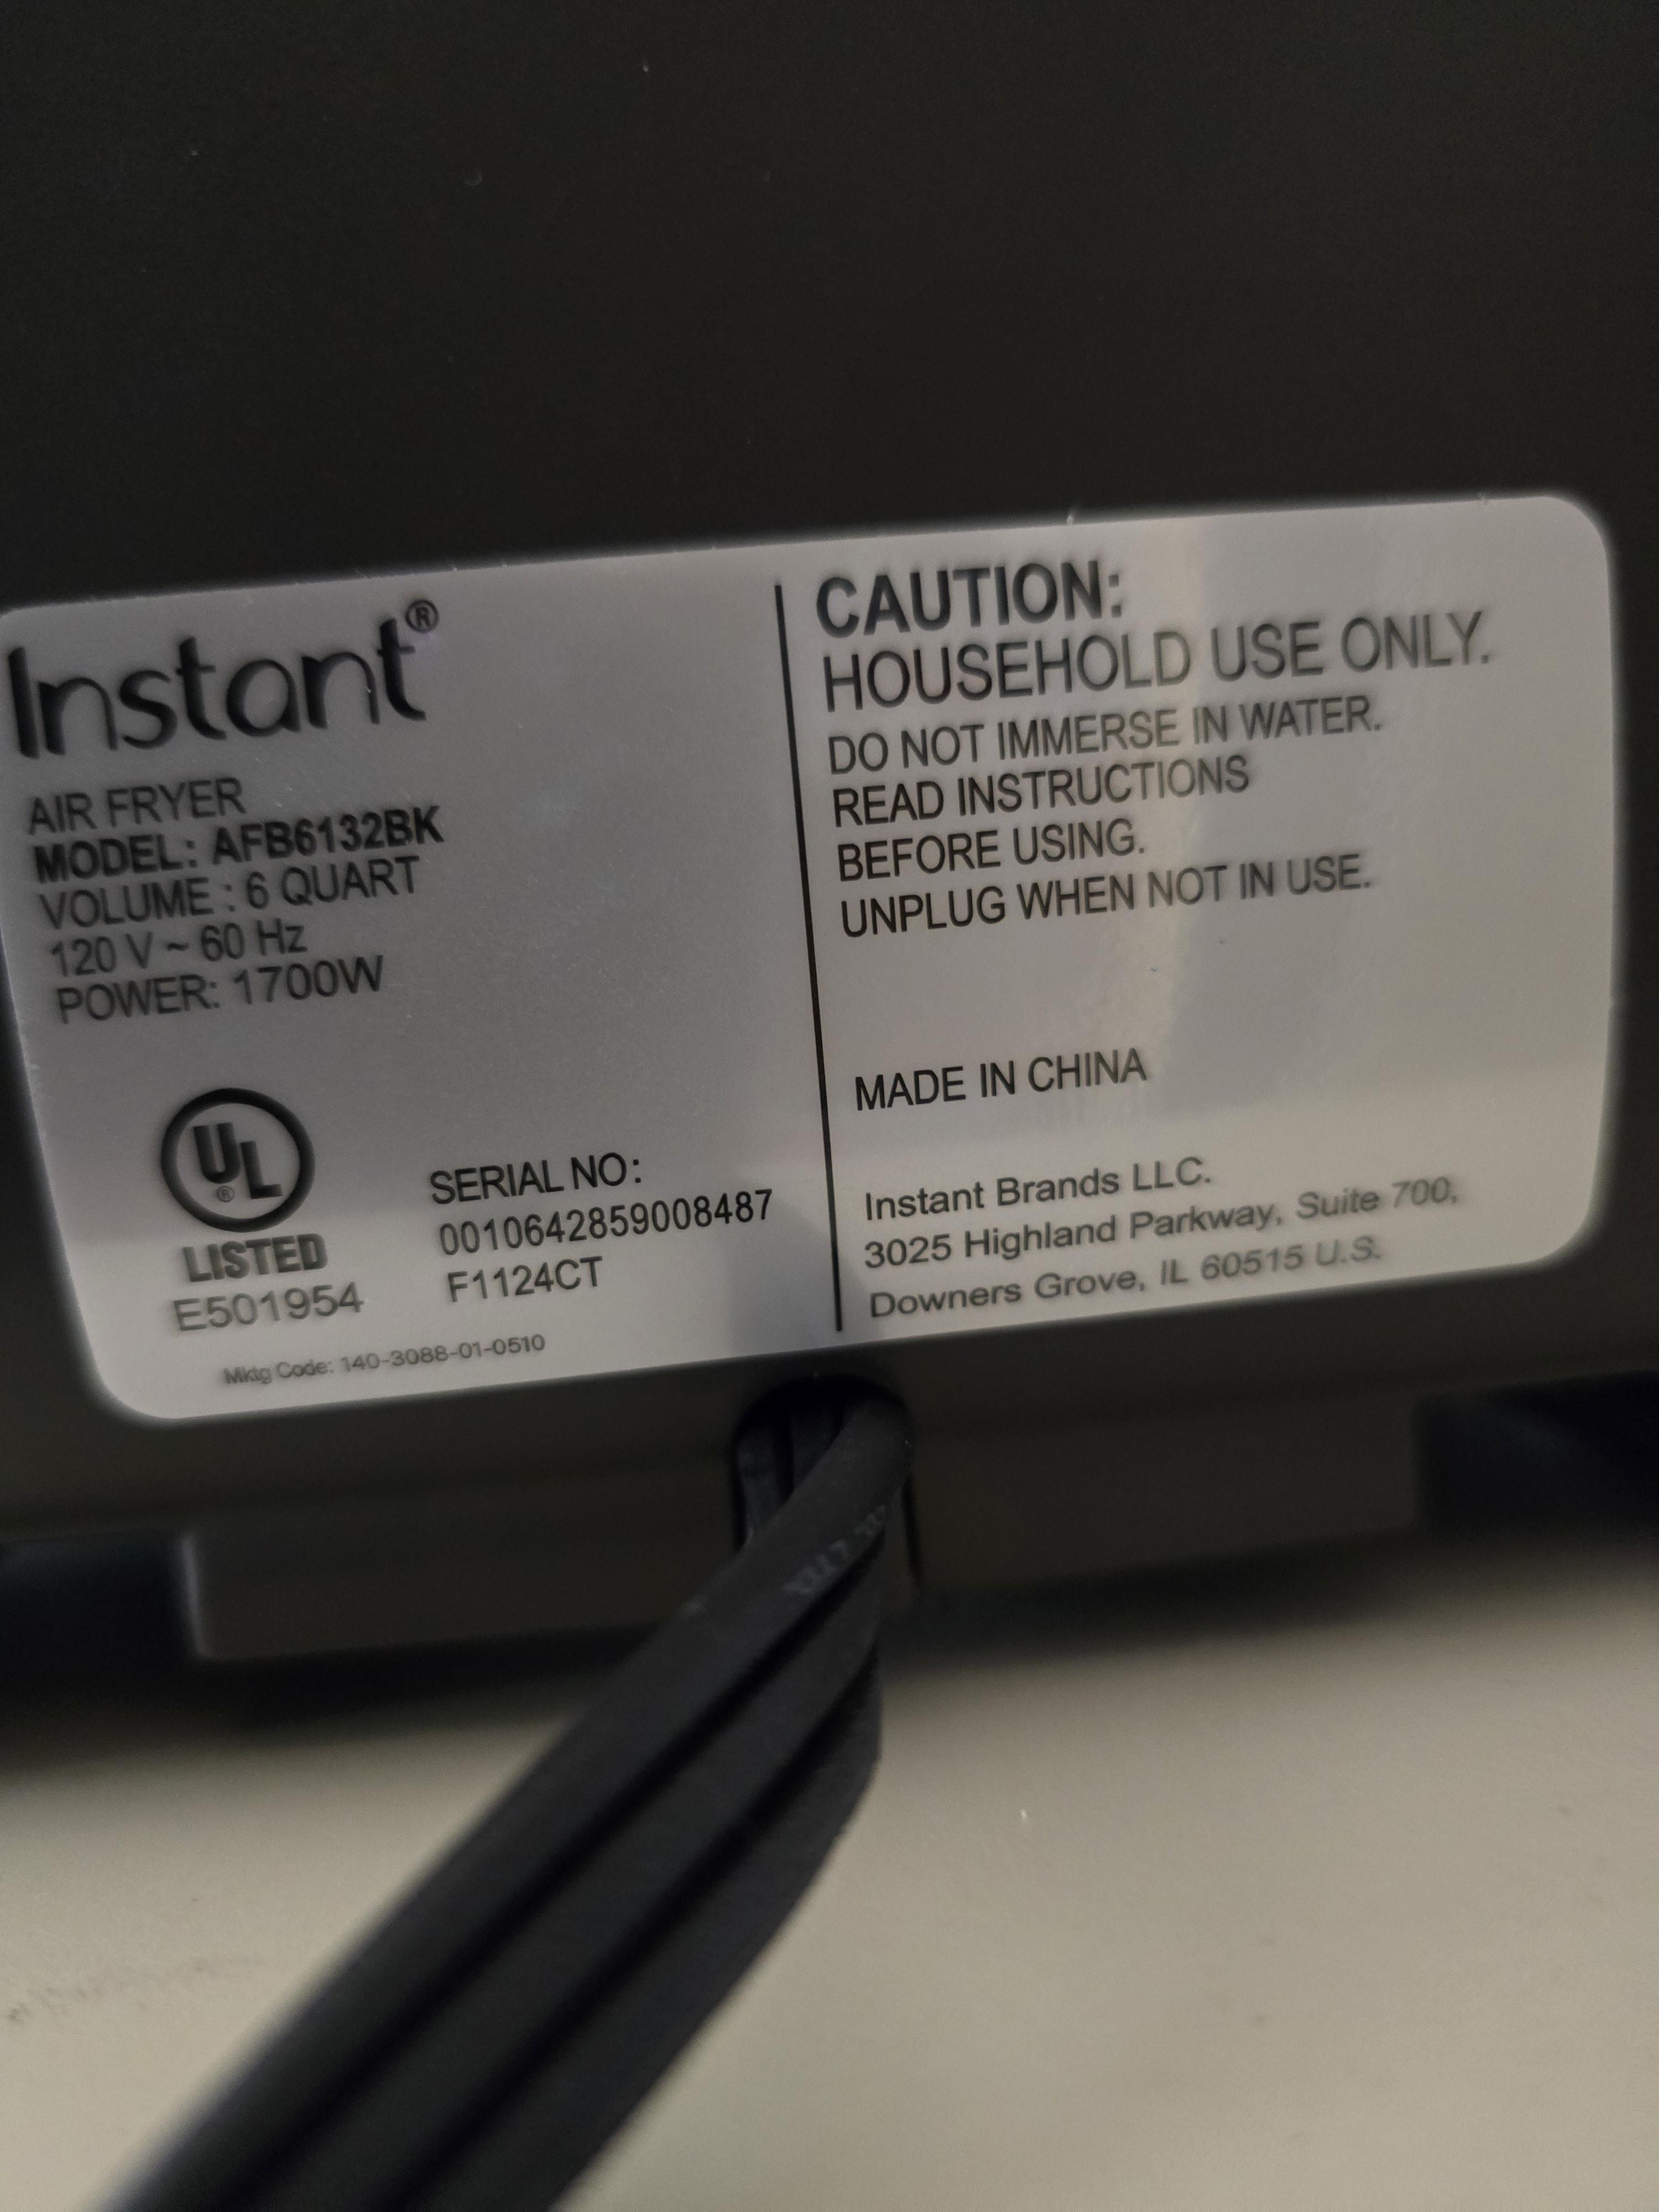 Instant®
AIR FRYER
MODEL: AFB6132BK
VOLUME : 6 QUART
120 V ~ 60 Hz
POWER: 1700W
UL®
LISTED
E501954
SERIAL NO:
0010642859008487
F1124CT
Mktg Code: 140-3088-01-0510
CAUTION:
HOUSEHOLD USE ONLY.
DO NOT IMMERSE IN WATER.
READ INSTRUCTIONS
BEFORE USING.
UNPLUG WHEN NOT IN USE.
MADE IN CHINA
Instant Brands LLC.
3025 Highland Parkway, Suite 700,
Downers Grove, IL 60515 U.S.